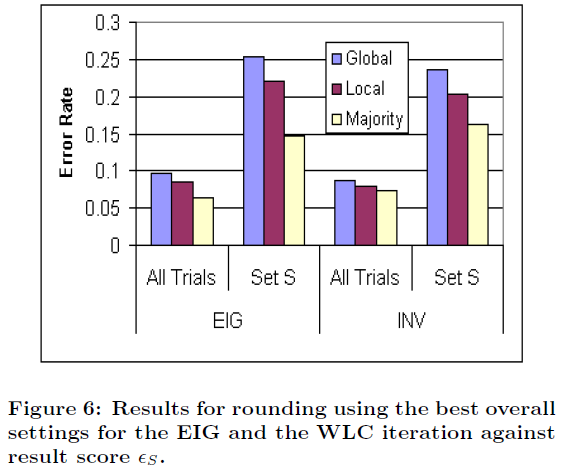 0.3
0.25
0.2
0.15
0.1
0.05
0
Error Rate
Global
Local
Majority
All Trials Set S All Trials Set S
EIG INV
Figure 6: Results for rounding using the best overall
settings for the EIG and the WLC iteration against
result score ϵS.